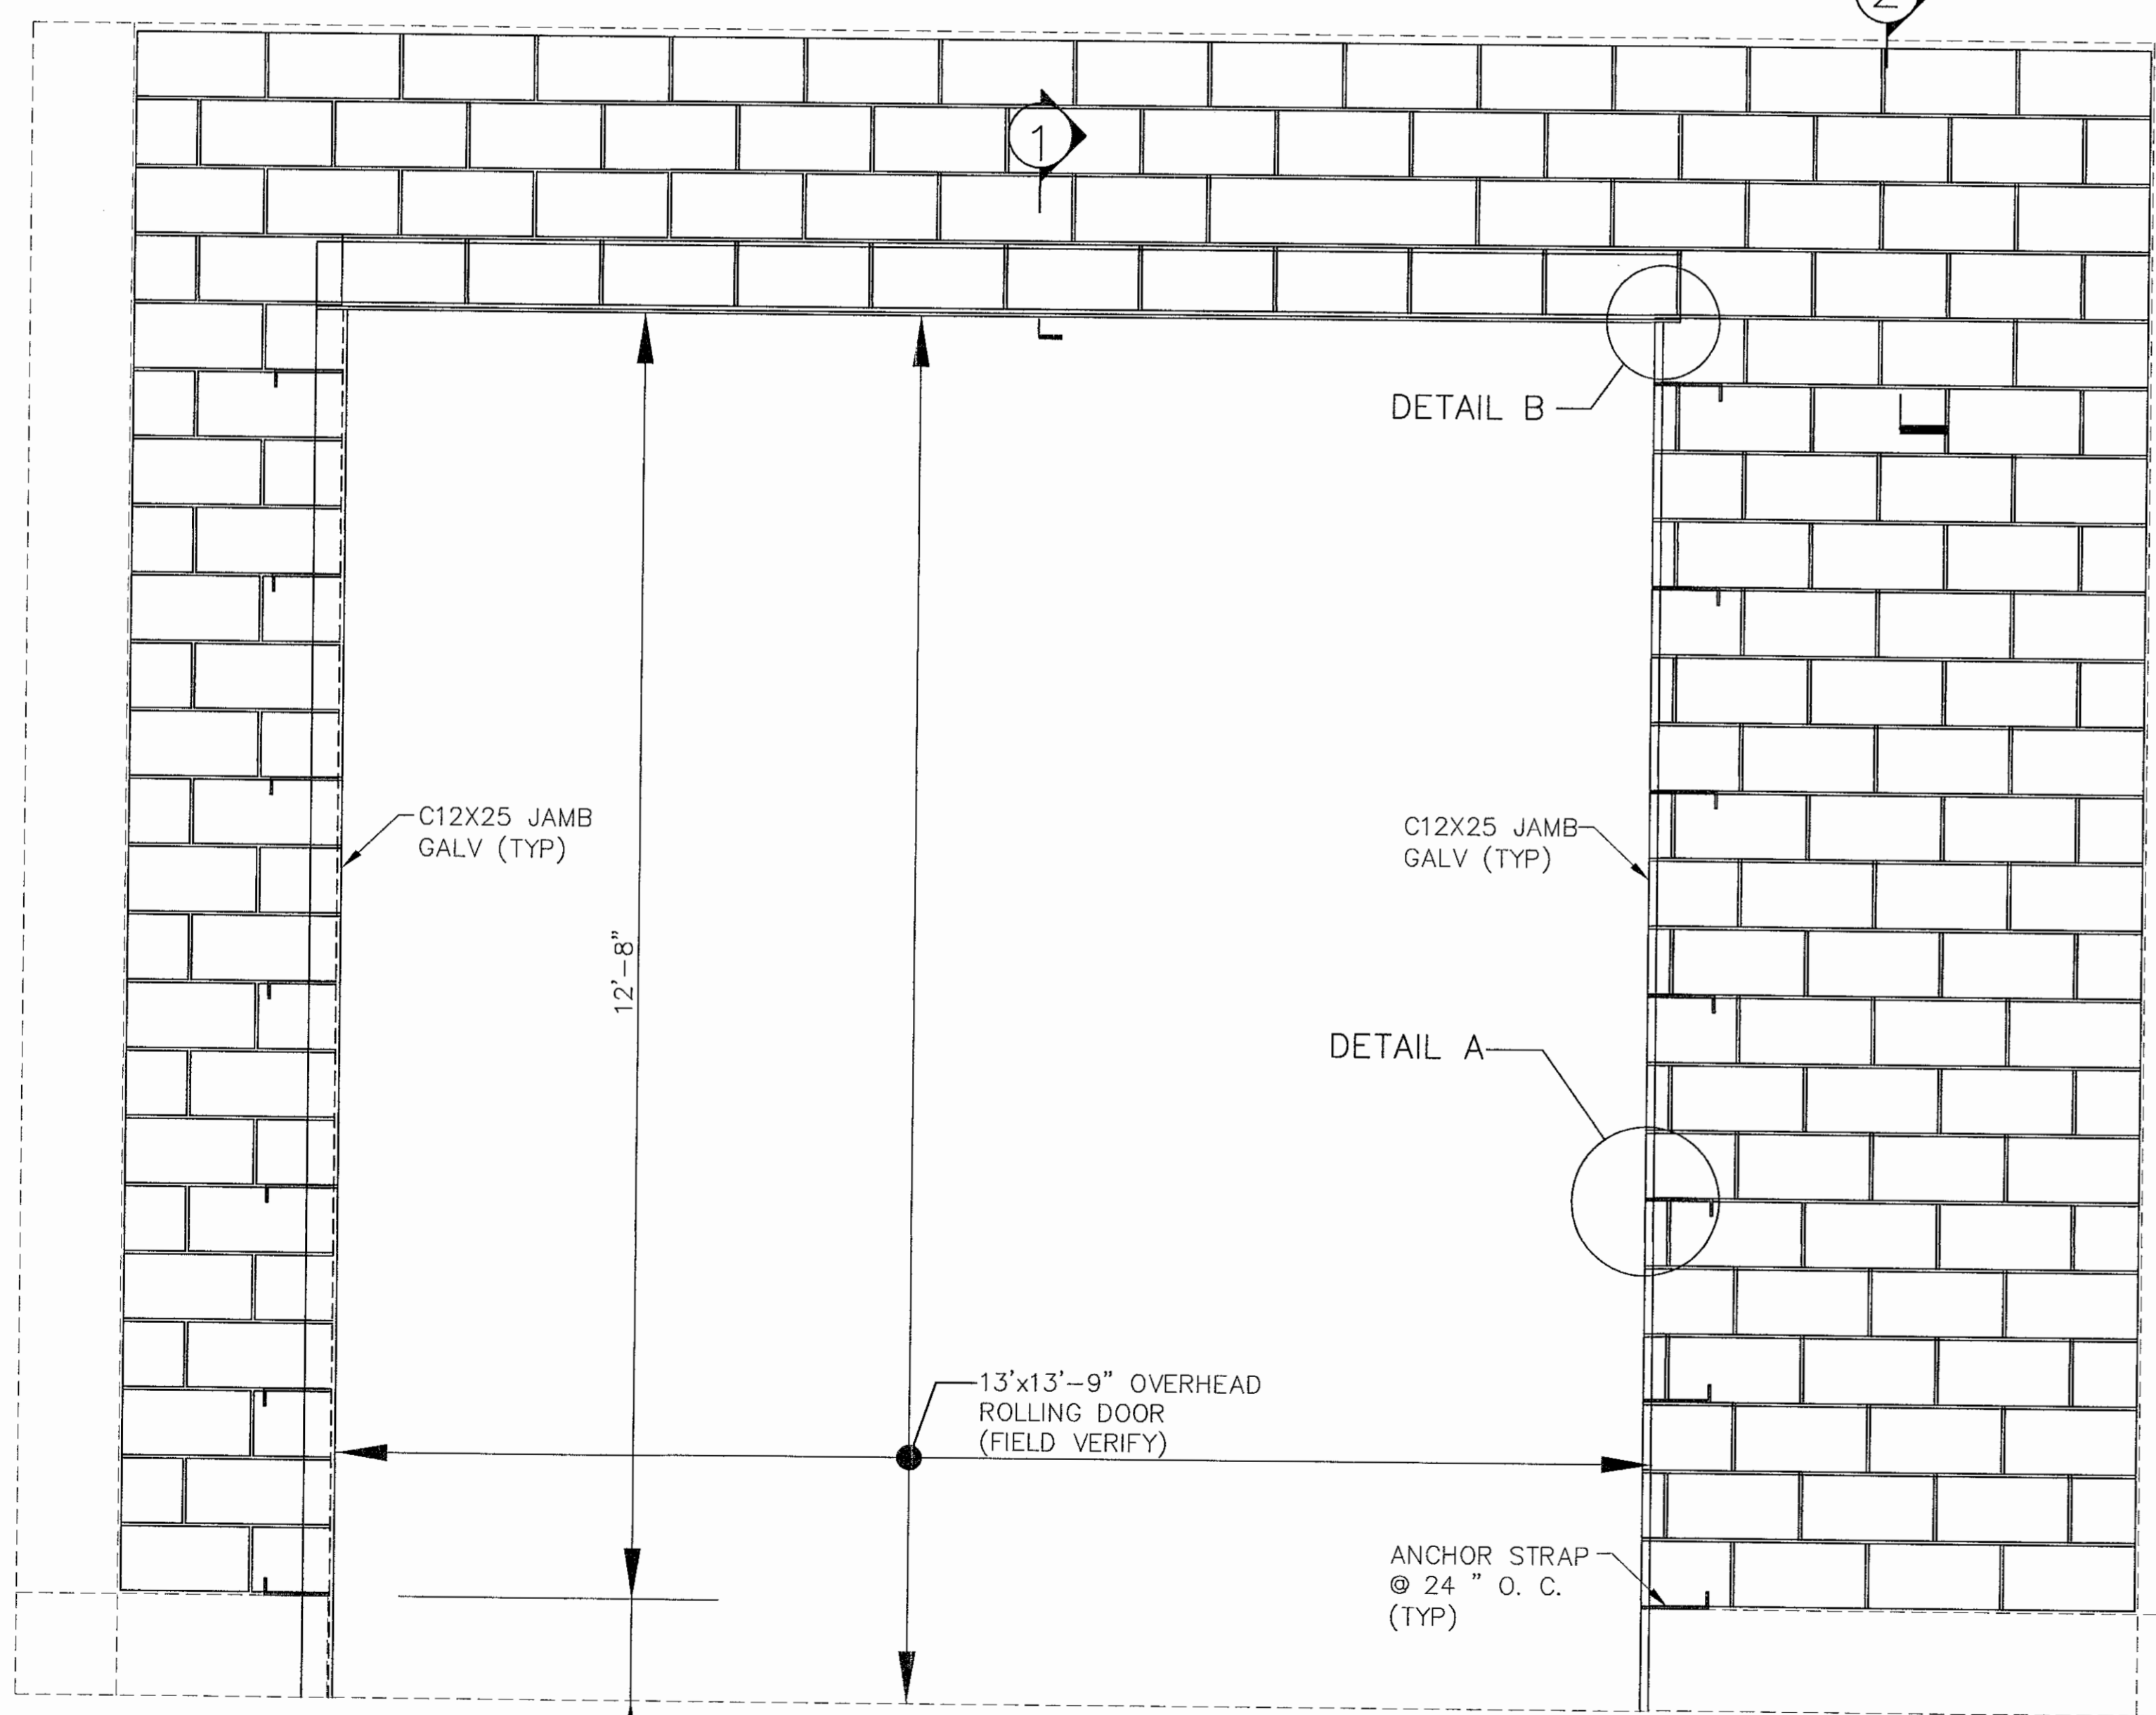 2
1
DETAIL B
C12X25 JAMB
GALV (TYP)
C12X25 JAMB
GALV (TYP)
12'-8"
DETAIL A
13'x13'-9" OVERHEAD
ROLLING DOOR
(FIELD VERIFY)
ANCHOR STRAP
@ 24 " O. C.
(TYP)